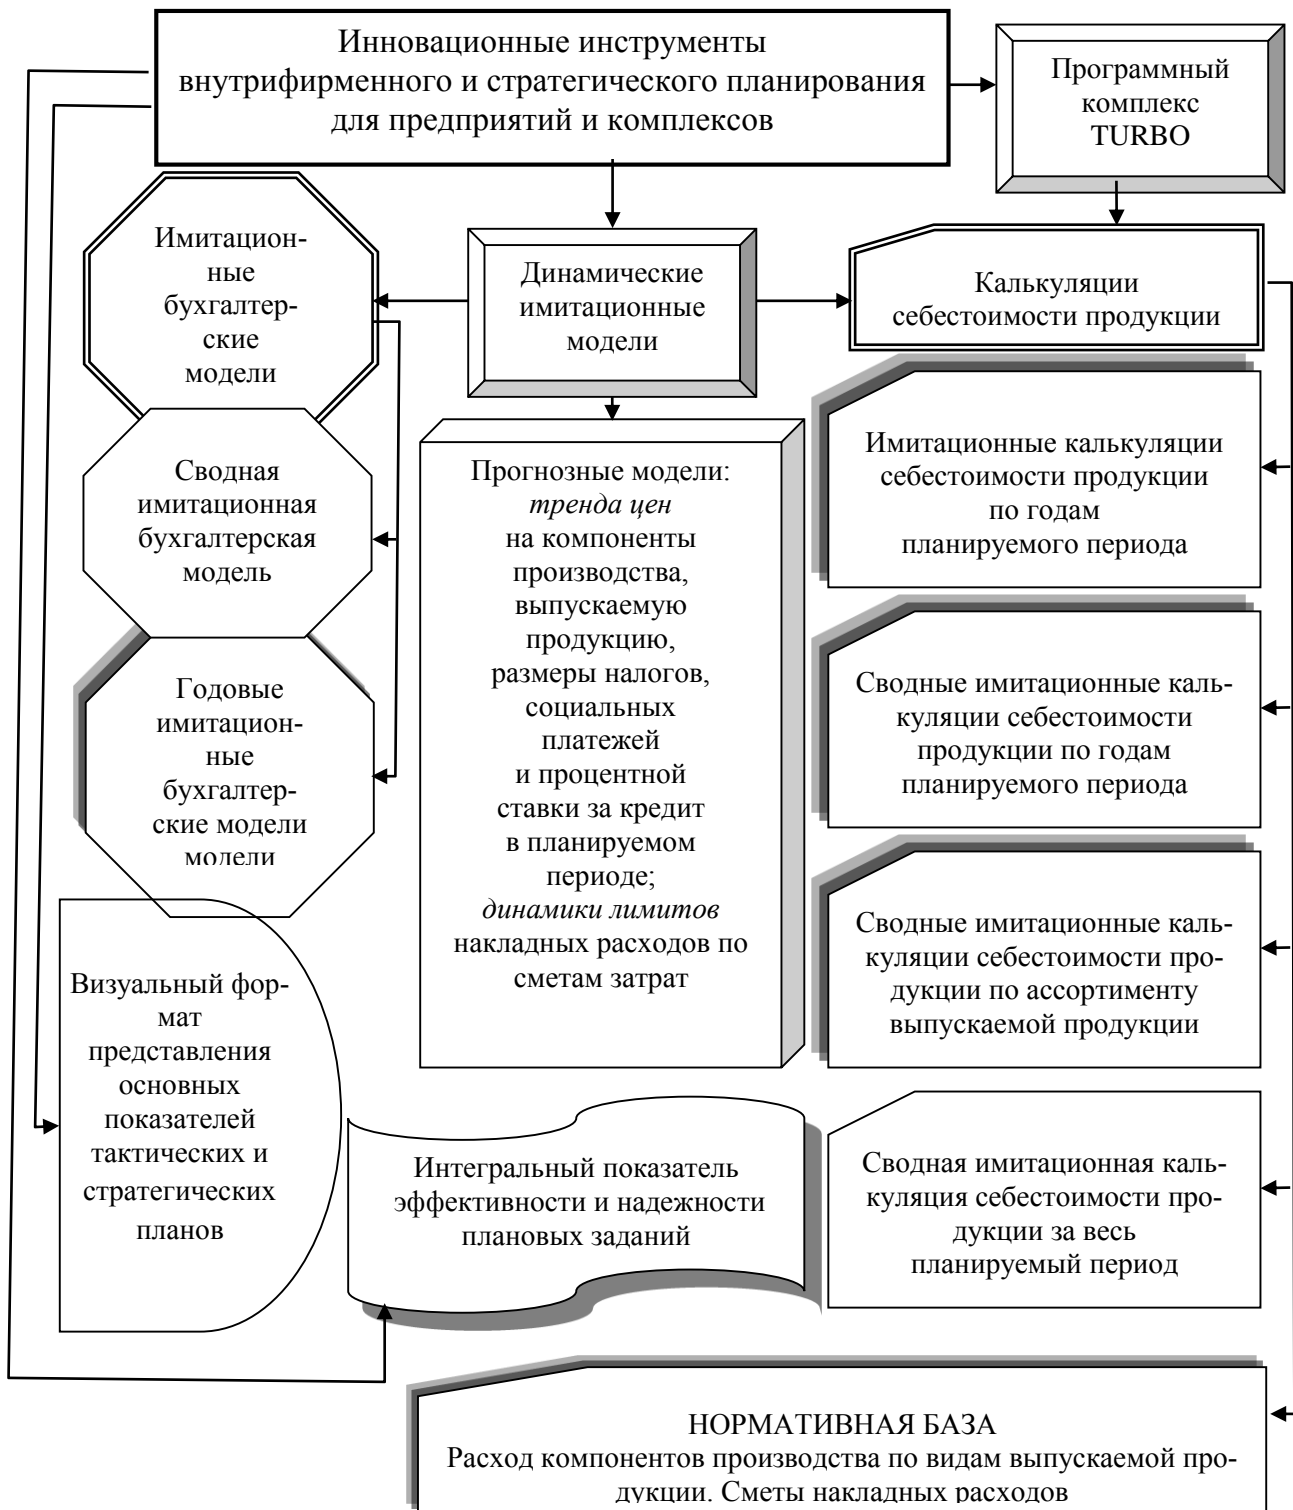 Инновационные инструменты
внутрифирменного и стратегического планирования
для предприятий и комплексов
Программный
комплекс
TURBO
Имитацион-
ные
бухгалтер-
ские
модели
Динамические
имитационные
модели
Калькуляции
себестоимости продукции
Сводная
имитационная
бухгалтерская
модель
Годовые
имитацион-
ные
бухгалтер-
ские модели
модели
Прогнозные модели:
тренда цен
на компоненты
производства,
выпускаемую
продукцию,
размеры налогов,
социальных
платежей
и процентной
ставки за кредит
в планируемом
периоде;
динамики лимитов
накладных расходов по
сметам затрат
Имитационные калькуляции
себестоимости продукции
по годам
планируемого периода
Сводные имитационные каль-
куляции себестоимости
продукции по годам
планируемого периода
Сводные имитационные каль-
куляции себестоимости про-
дукции по ассортименту
выпускаемой продукции
Визуальный фор-
мат
представления
основных
показателей
тактических и
стратегических
планов
Интегральный показатель
эффективности и надежности
плановых заданий
Сводная имитационная каль-
куляция себестоимости про-
дукции за весь
планируемый период
НОРМАТИВНАЯ БАЗА
Расход компонентов производства по видам выпускаемой про-
дукции. Сметы накладных расходов